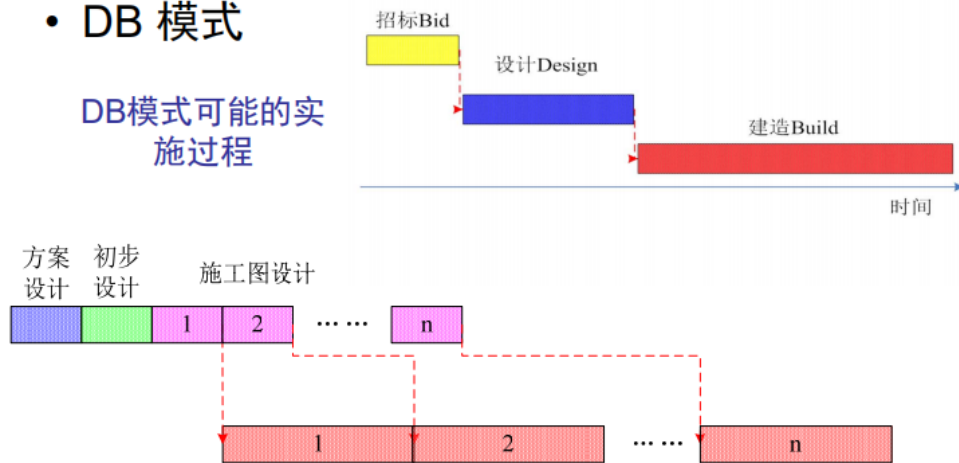 • DB 模式
DB模式可能的实
施过程
招标Bid
设计Design
建造Build
时间
方案
设计
初步
设计
施工图设计
1
2
……
n
1
2
……
n